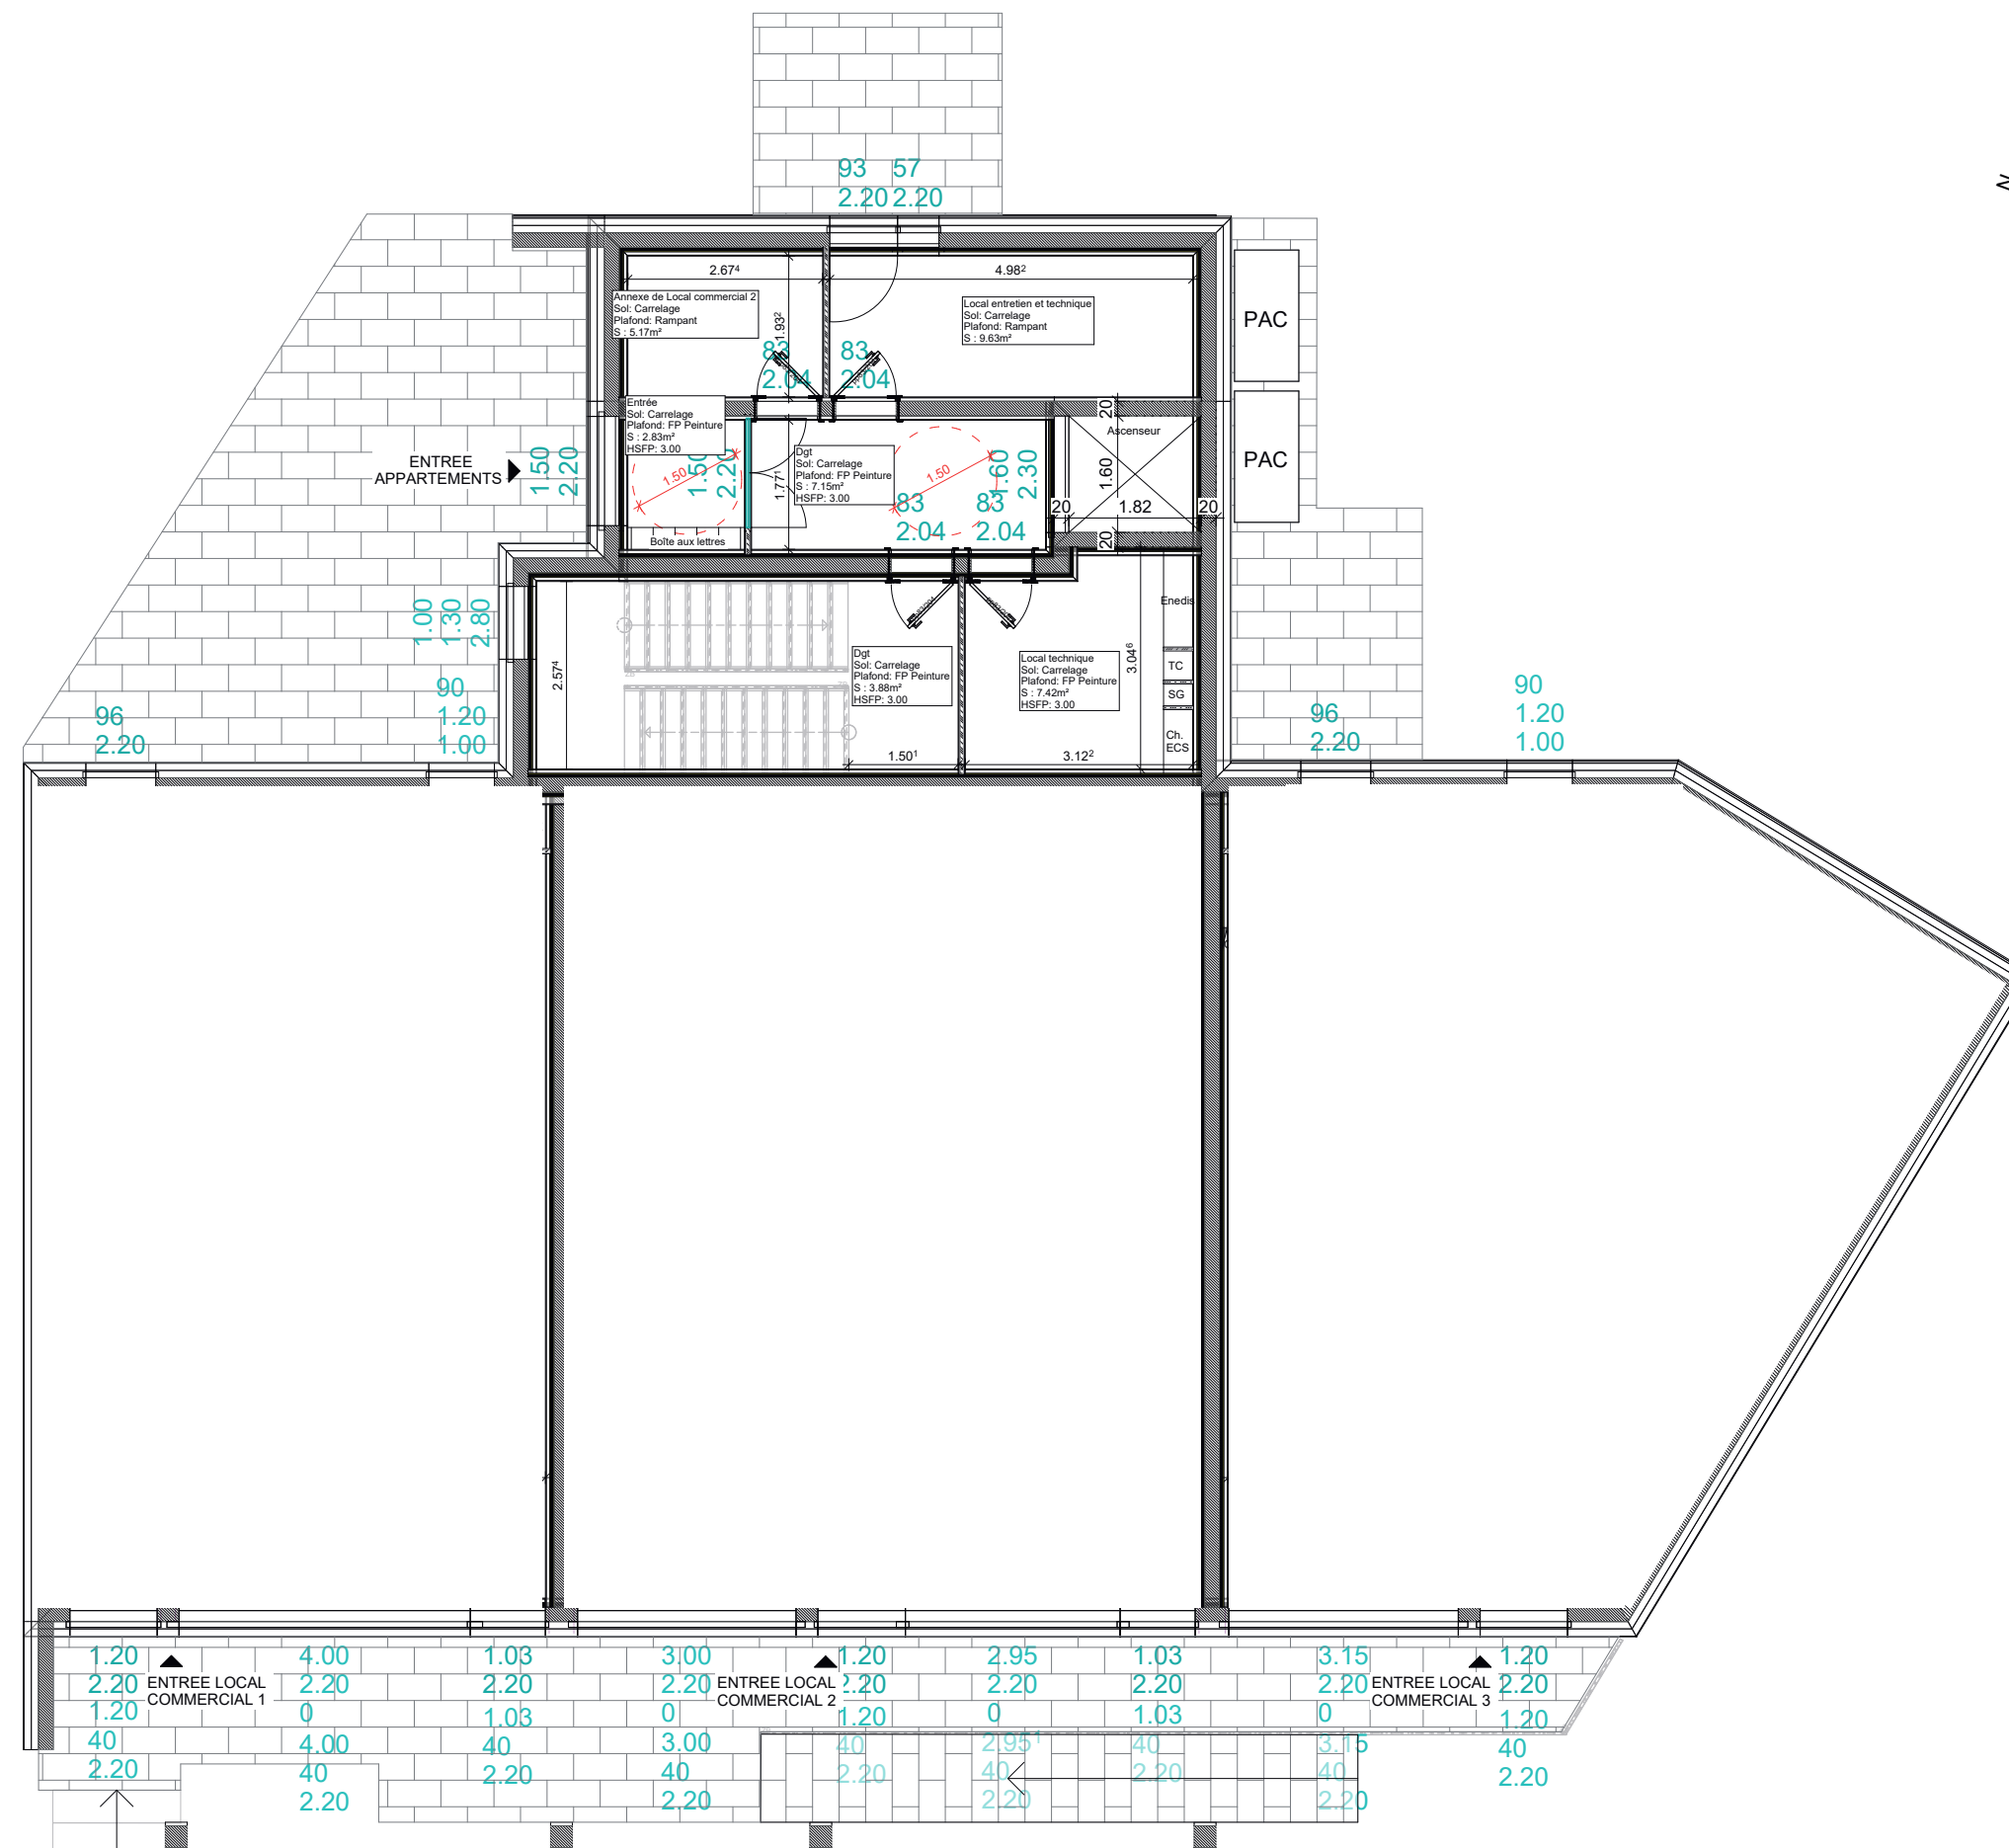 N
93 57
2.20 2.20
2.67⁴
4.98²
Annexe de Local commercial 2
Sol: Carrelage
Plafond: Rampant
S : 5.17m²
1.93²
Local entretien et technique
Sol: Carrelage
Plafond: Rampant
S : 9.63m²
PAC
83
2.04
83
2.04
Entrée
Sol: Carrelage
Plafond: FP Peinture
S : 2.83m²
HSFP: 3.00
ENTREE
APPARTEMENTS
1.50
2.20
1.50
1.50
2.20
1.77¹
Dgt
Sol: Carrelage
Plafond: FP Peinture
S : 7.15m²
HSFP: 3.00
1.50
1.60
2.30
83
2.04
83
2.04
20
Ascenseur
1.60
20
1.82
20
20
PAC
Boîte aux lettres
1.00
1.30
2.80
2.57⁴
Dgt
Sol: Carrelage
Plafond: FP Peinture
S : 3.88m²
HSFP: 3.00
Local technique
Sol: Carrelage
Plafond: FP Peinture
S : 7.42m²
HSFP: 3.00
3.04⁶
Enedis
TC
SG
Ch.
ECS
1.50¹
3.12²
96
2.20
90
1.20
1.00
96
2.20
90
1.20
1.00
1.20
2.20
1.20
40
2.20
ENTREE LOCAL
COMMERCIAL 1
4.00
2.20
0
4.00
40
2.20
1.03
2.20
1.03
40
2.20
3.00
2.20
0
3.00
40
2.20
ENTREE LOCAL
COMMERCIAL 2
1.20
2.20
1.20
40
2.20
2.95
2.20
0
2.95¹
40
2.20
1.03
2.20
1.03
40
2.20
3.15
2.20
0
3.15
40
2.20
ENTREE LOCAL
COMMERCIAL 3
1.20
2.20
1.20
40
2.20